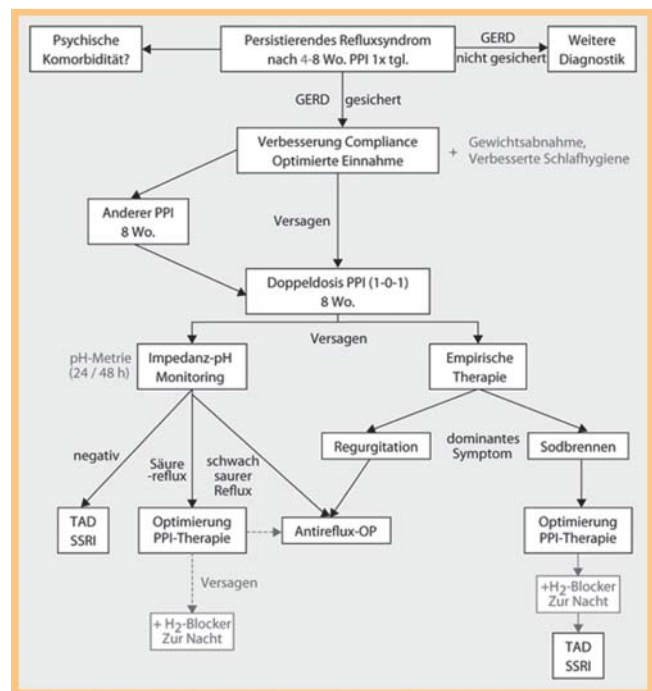 Psychische
Komorbidität?
Persistierendes Refluxsyndrom
nach 4-8 Wo. PPI 1x tgl.
GERD
nicht gesichert
Weitere
Diagnostik
GERD gesichert
Verbesserung Compliance
Optimierte Einnahme
+ Gewichtsabnahme,
Verbesserte Schlafhygiene
Anderer PPI
8 Wo.
Versagen
Doppeldosis PPI (1-0-1)
8 Wo.
Versagen
pH-Metrie
(24 / 48 h)
Impedanz-pH
Monitoring
Empirische
Therapie
negativ
Säure
-reflux
schwach
saurer
Reflux
Regurgitation
dominantes
Symptom
Sodbrennen
TAD
SSRI
Optimierung
PPI-Therapie
Antireflux-OP
Optimierung
PPI-Therapie
Versagen
+ H2-Blocker
Zur Nacht
+H2-Blocker
Zur Nacht
TAD
SSRI